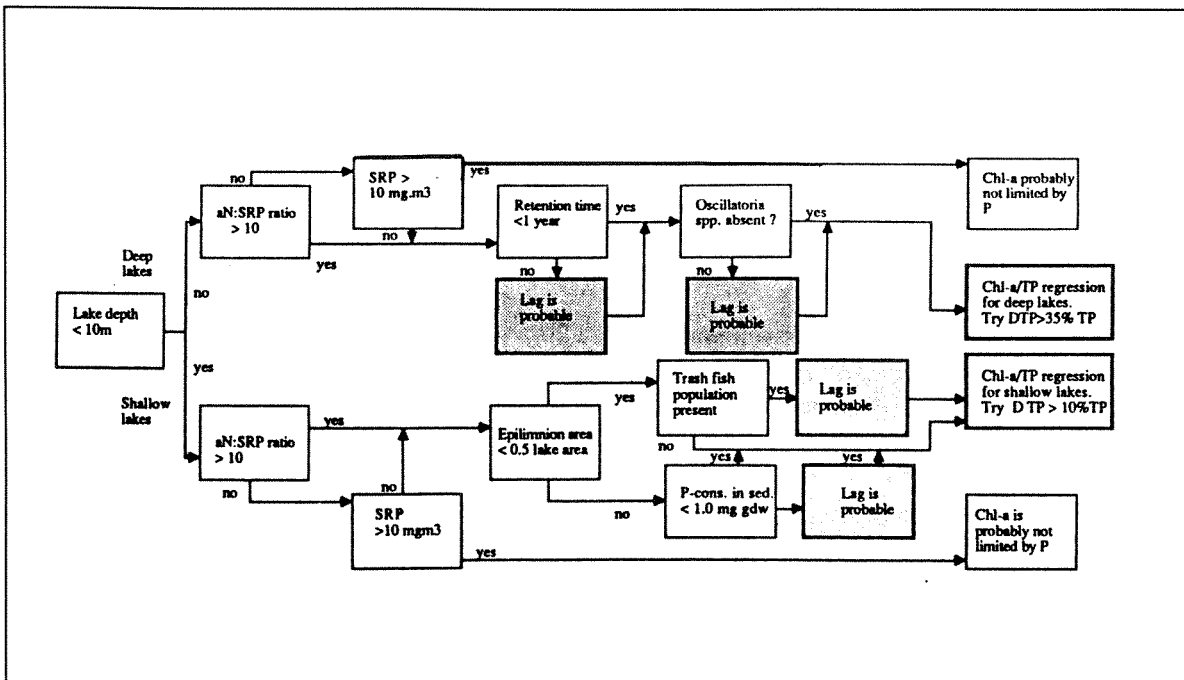 SRP >
10 mg.m3
yes
no
Chl-a probably
not limited by
P
aN:SRP ratio
> 10
no
yes
Retention time
<1 year
yes
Oscillatoria
spp. absent ?
yes
no
no
Deep
lakes
no
Lag is
probable
Lag is
probable
Chl-a/TP regression
for deep lakes.
Try DTP>35% TP
Lake depth
< 10m
yes
Shallow
lakes
Trash fish
population
present
yes
yes
no
Lag is
probable
Chl-a/TP regression
for shallow lakes.
Try D TP > 10%TP
aN:SRP ratio
> 10
yes
no
no
Epilimnion area
< 0.5 lake area
no
yes
yes
P-cons. in sed.
< 1.0 mg gdw
Lag is
probable
SRP
>10 mgm3
yes
Chl-a is
probably not
limited by P